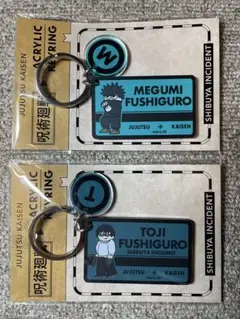 JUJUTSU KAISEN
呪術廻戦
ACRYLIC
KEYRING
M
MEGUMI
FUSHIGURO
JUJUTSU → KAISEN
SHIBUYA INCIDENT
JUJUTSU KAISEN
呪術廻
ACRYLIC
KEYRING
T
TOJI
FUSHIGURO
SHIBUYA INCIDENT
JUJUTSU → KAISEN
SHIBUYA INCIDENT